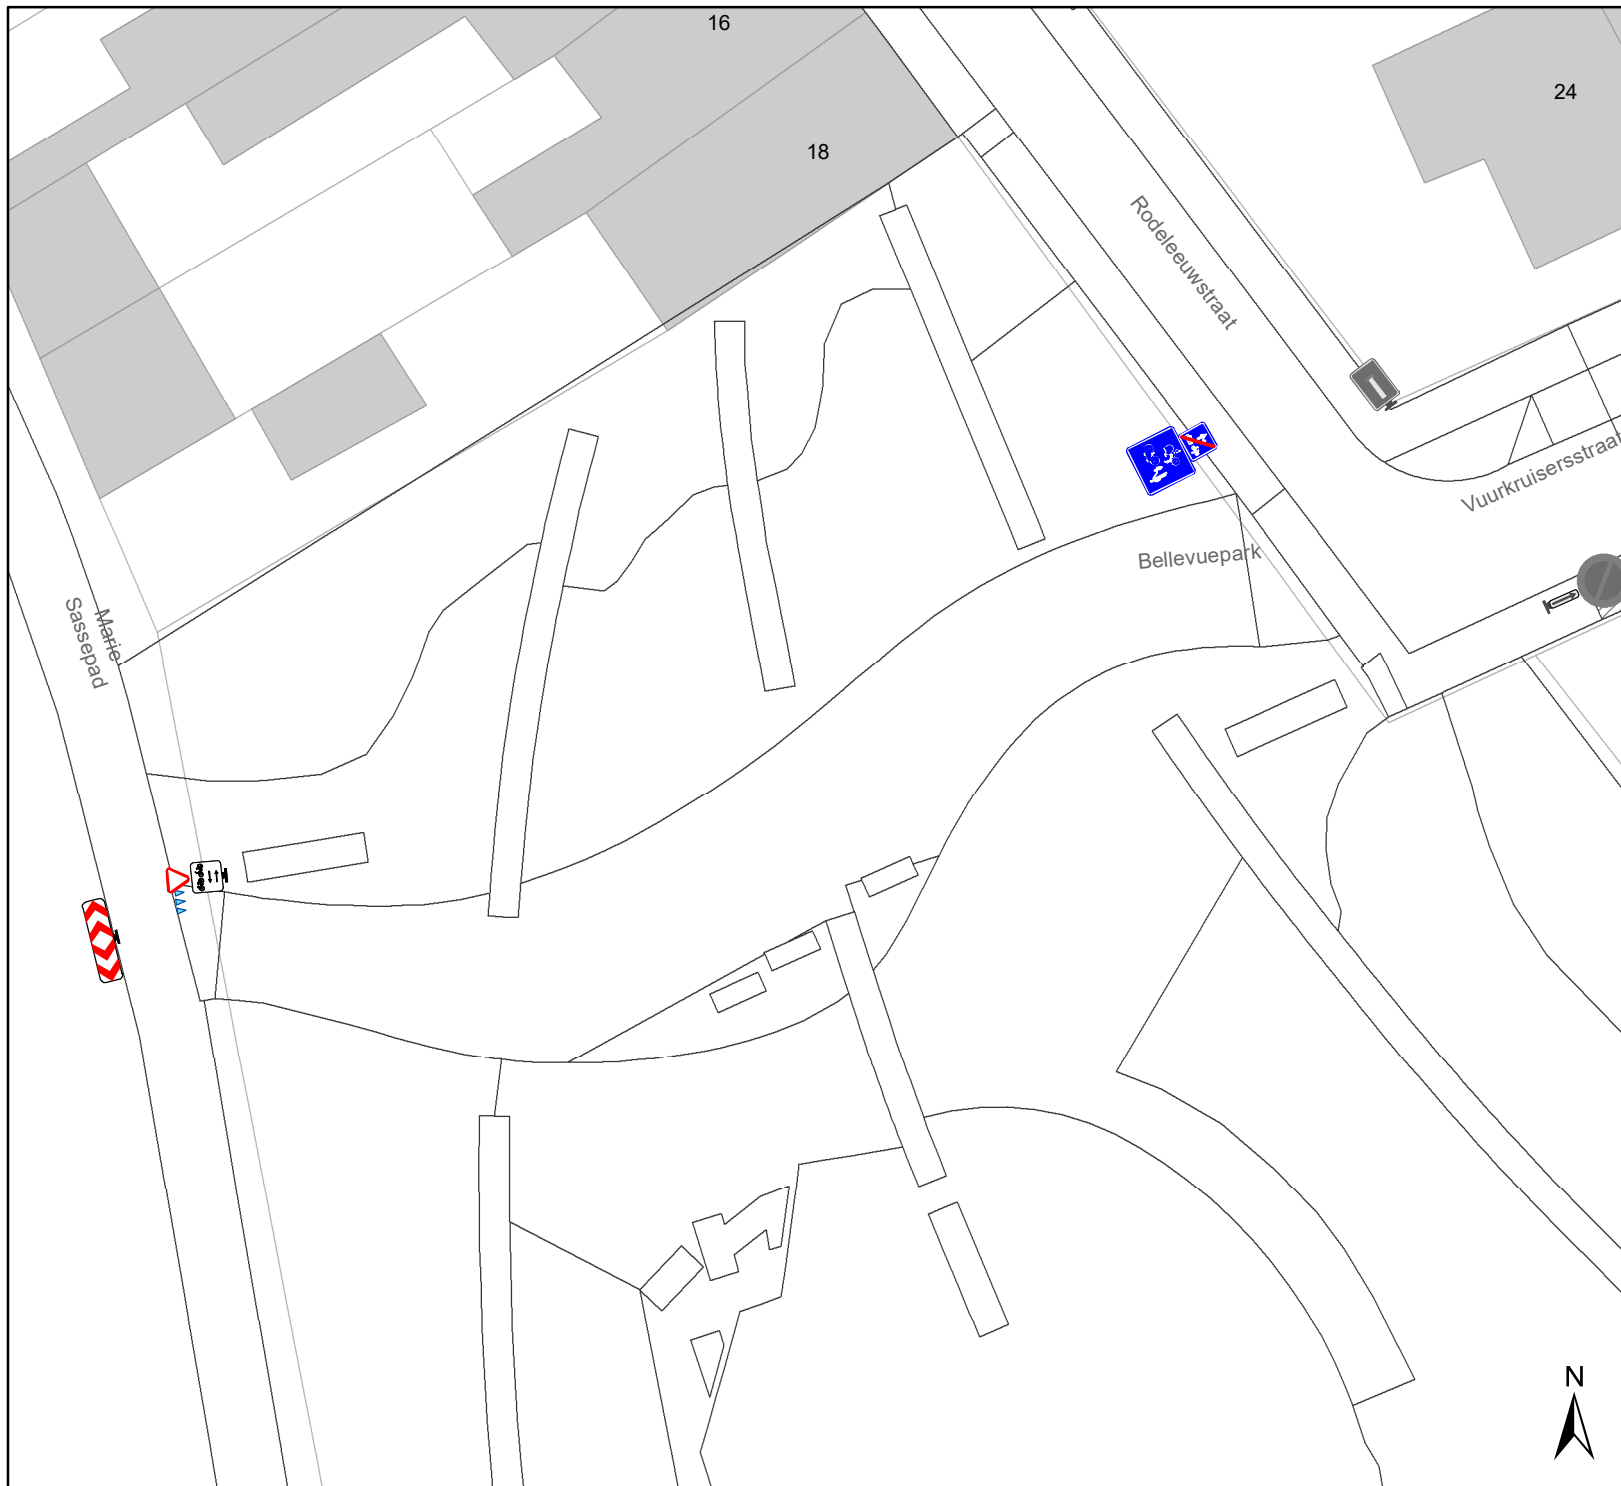 16
24
18
Rodeleeuwstraat
Vuurkruisersstraat
Bellevuepark
Marie
Sassepad
N